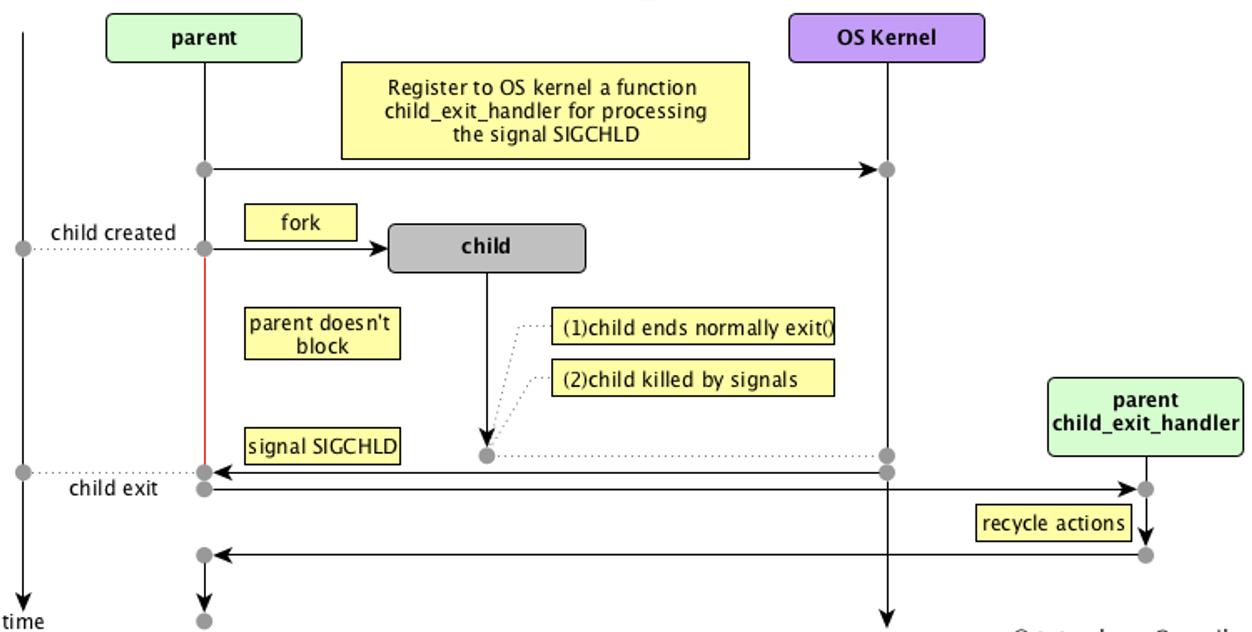 parent
OS Kernel
Register to OS kernel a function
child_exit_handler for processing
the signal SIGCHLD
child created
fork
child
parent doesn't
block
(1)child ends normally exit()
(2)child killed by signals
parent
child_exit_handler
signal SIGCHLD
child exit
recycle actions
time